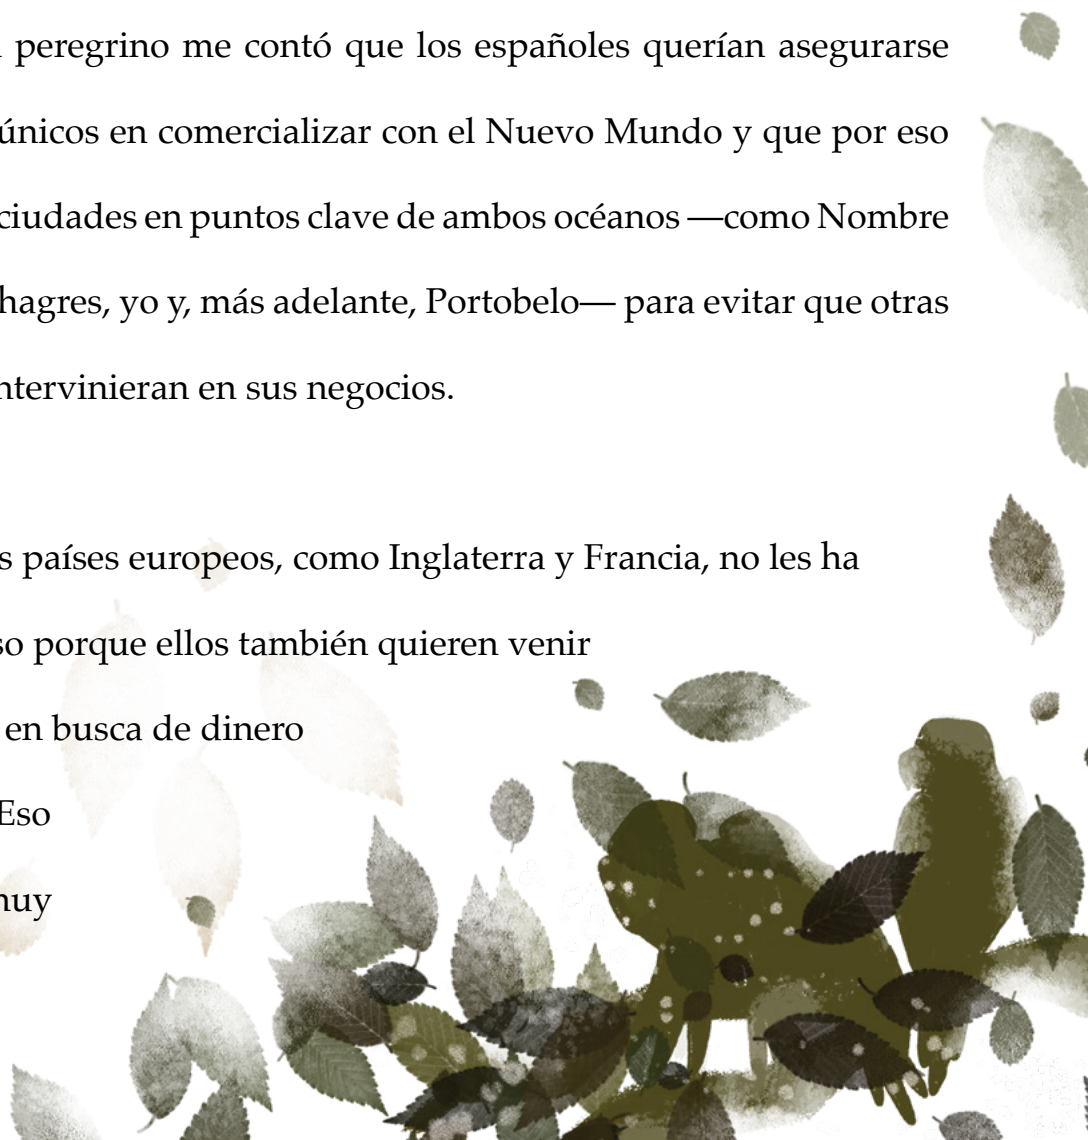 peregrino me contó que los españoles querían asegurarse
únicos en comercializar con el Nuevo Mundo y que por eso
ciudades en puntos clave de ambos océanos —como Nombre
hagres, yo y, más adelante, Portobelo— para evitar que otras
ntervinieran en sus negocios.
s países europeos, como Inglaterra y Francia, no les ha
so porque ellos también quieren venir
en busca de dinero
Eso
muy